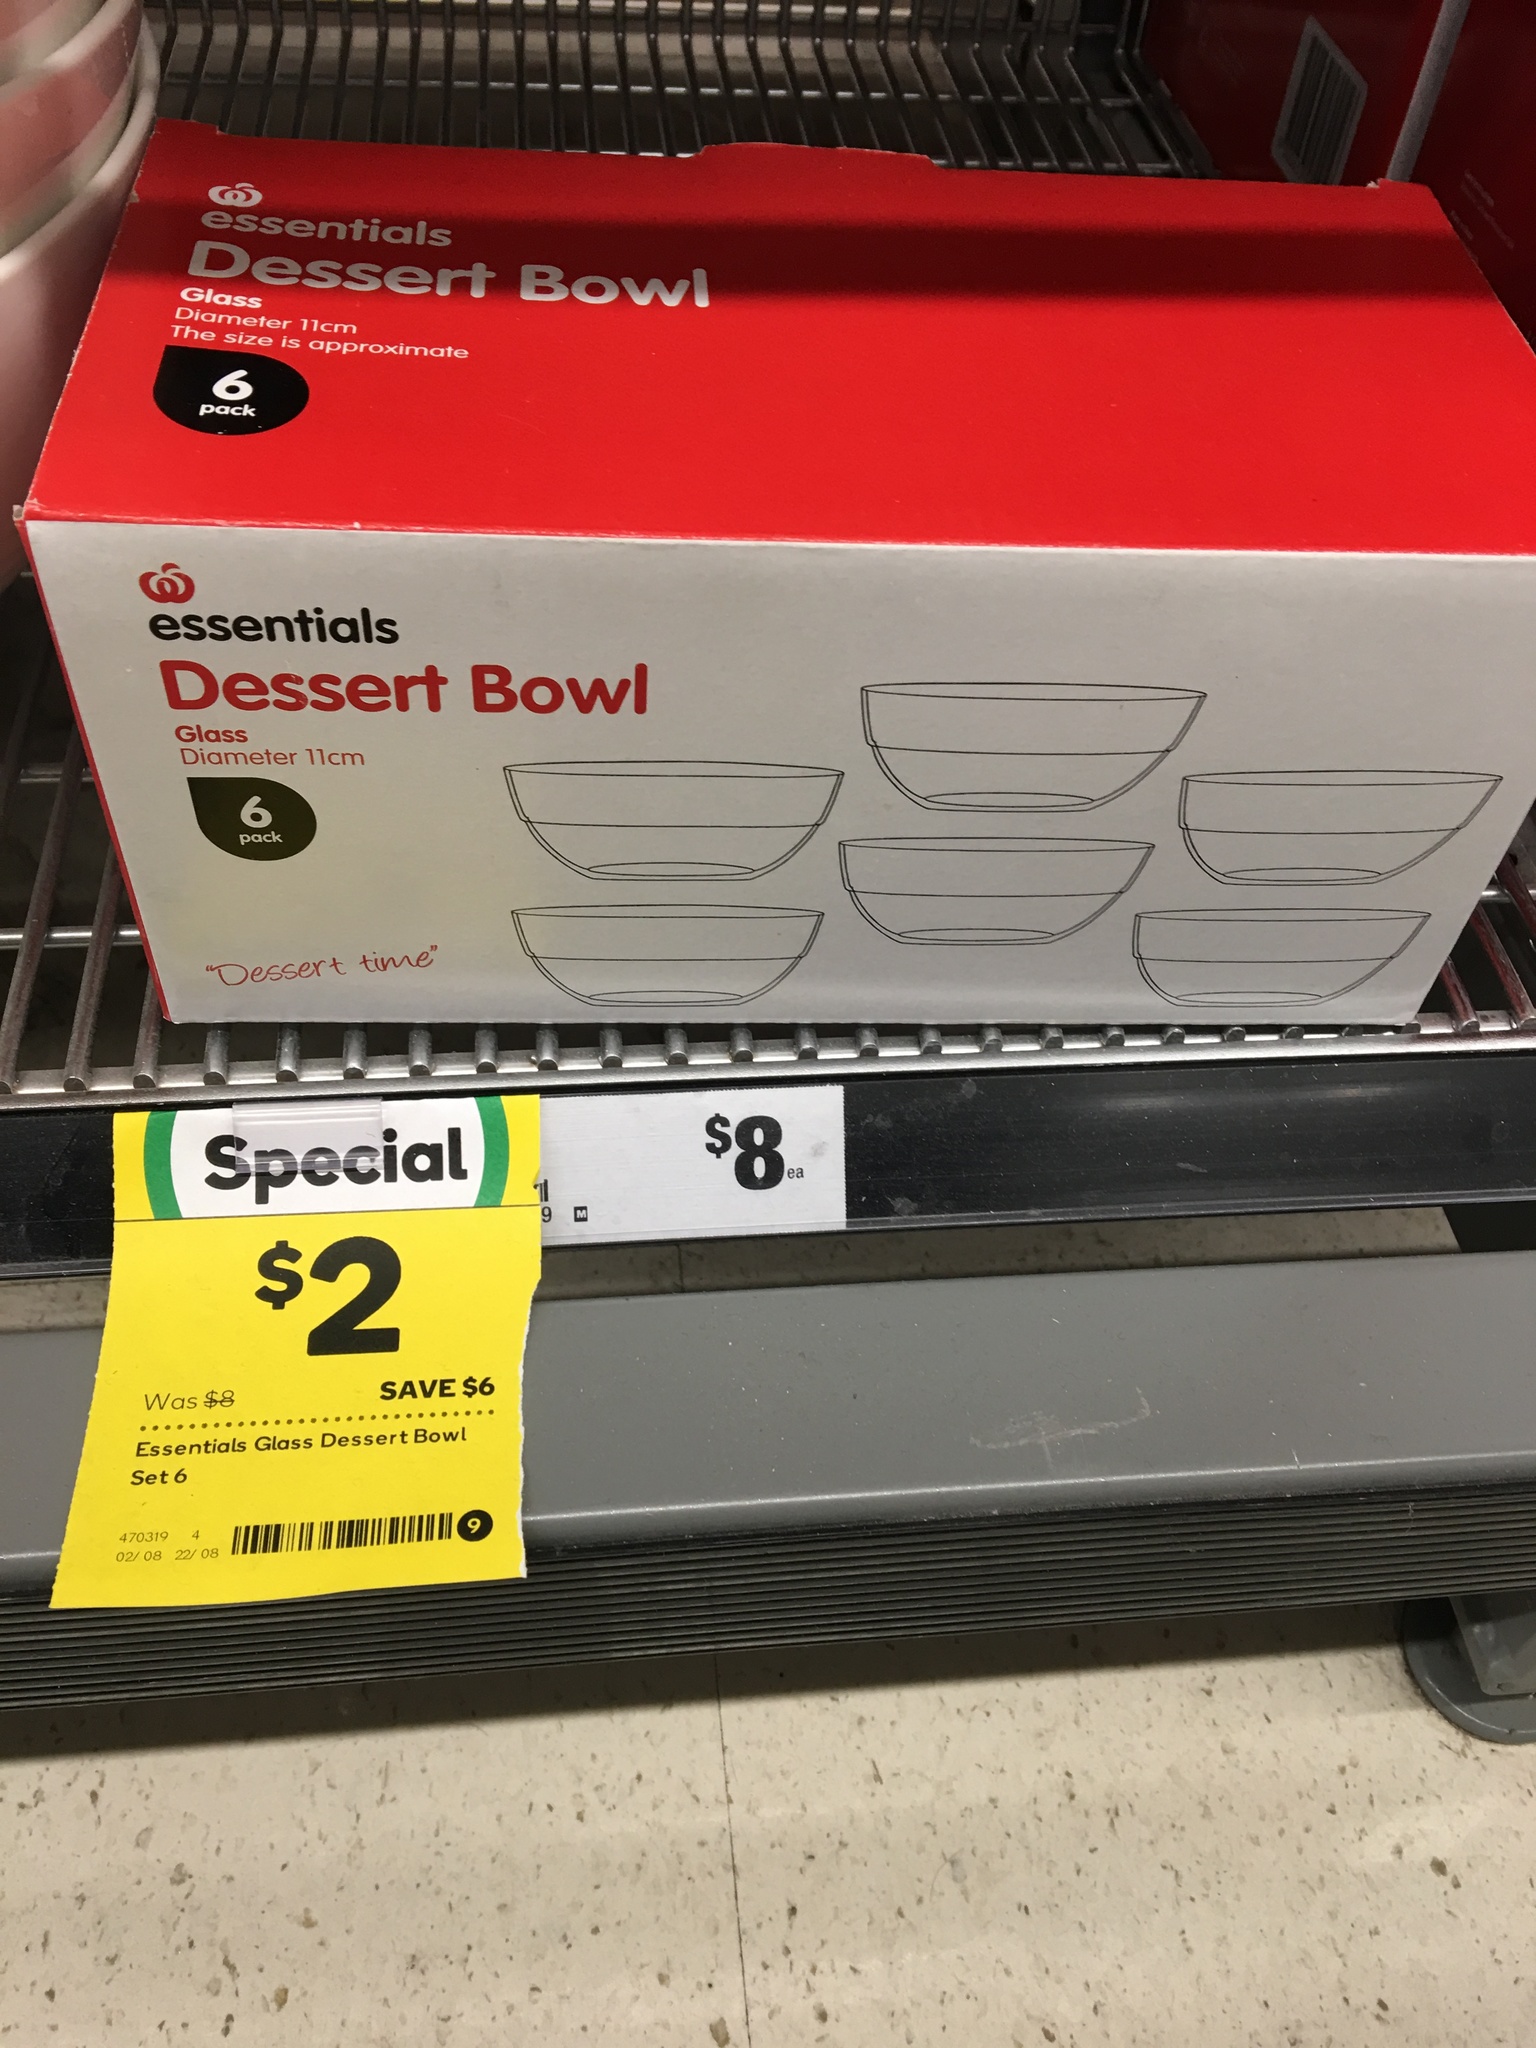 essentials
Dessert Bowl
Glass
Diameter 11cm
The size is approximate
6
pack
essentials
Dessert Bowl
Glass
Diameter 11cm
6
pack
"Dessert time"
Special
$8 ea
9 M
$2
Was $8 SAVE $6
Essentials Glass Dessert Bowl
Set 6
470319 4
02/08 22/08
9